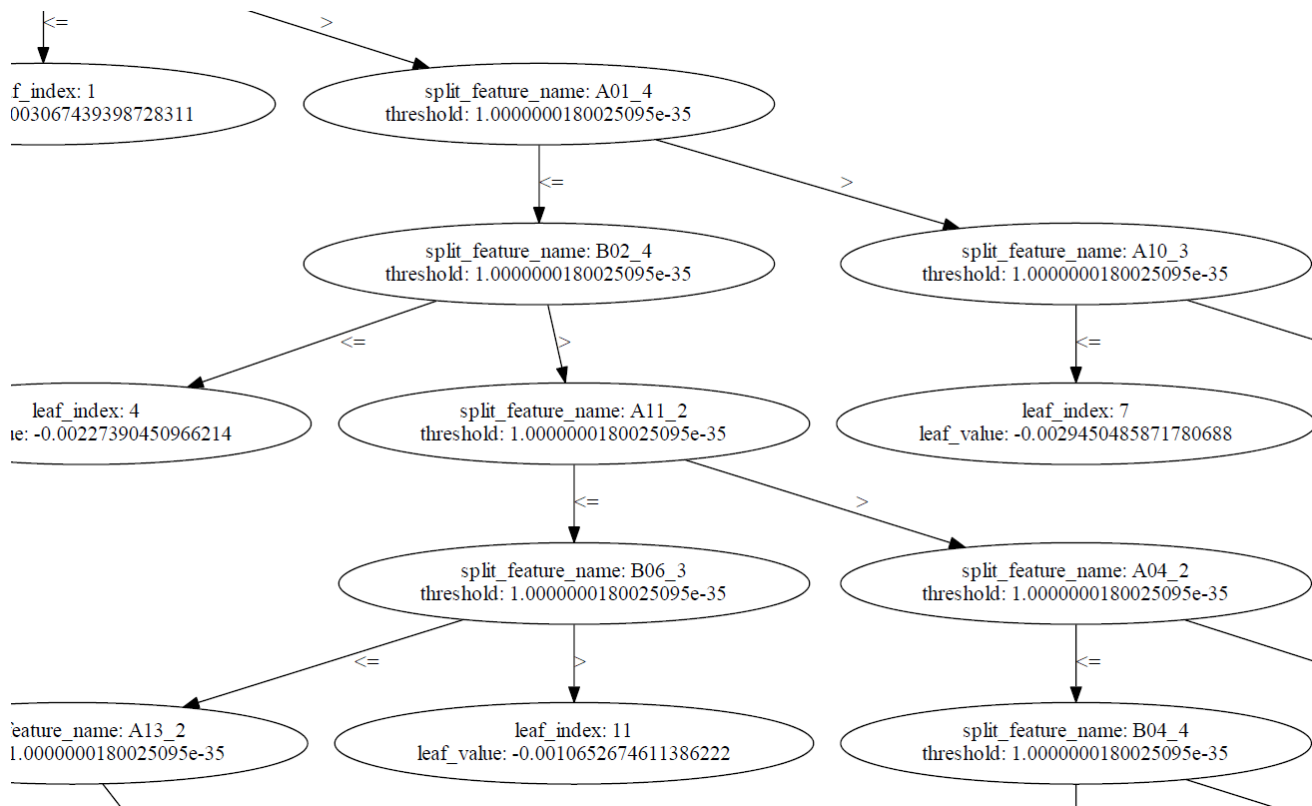 <=
>
f_index: 1
003067439398728311
split_feature_name: A01_4
threshold: 1.0000000180025095e-35
<=
>
split_feature_name: B02_4
threshold: 1.0000000180025095e-35
split_feature_name: A10_3
threshold: 1.0000000180025095e-35
<=
>
<=
leaf_index: 4
ue: -0.00227390450966214
split_feature_name: A11_2
threshold: 1.0000000180025095e-35
leaf_index: 7
leaf_value: -0.0029450485871780688
<=
>
split_feature_name: B06_3
threshold: 1.0000000180025095e-35
split_feature_name: A04_2
threshold: 1.0000000180025095e-35
<=
>
<=
feature_name: A13_2
1.0000000180025095e-35
leaf_index: 11
leaf_value: -0.0010652674611386222
split_feature_name: B04_4
threshold: 1.0000000180025095e-35